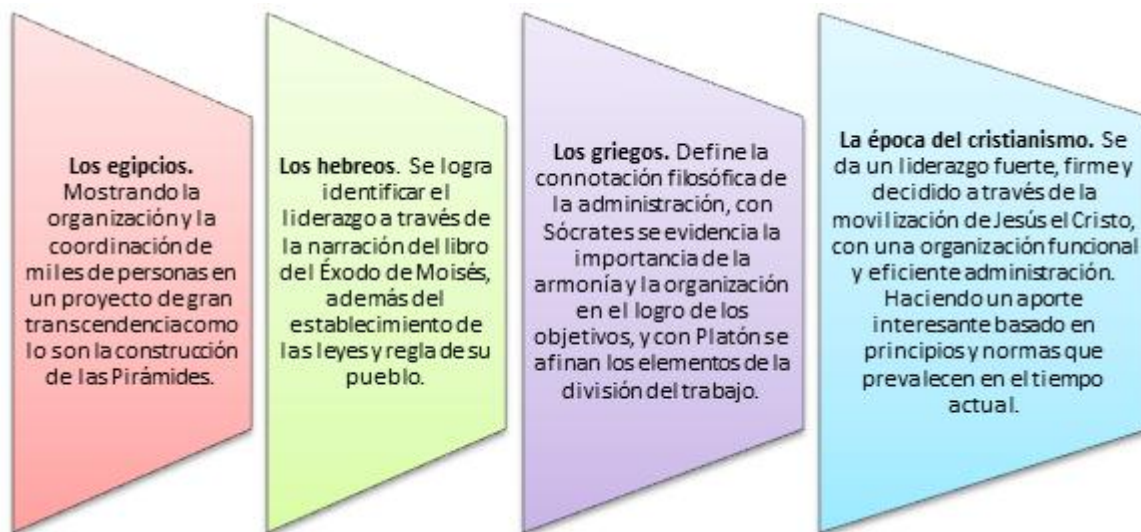 Los egipcios.
Mostrando la
organización y la
coordinación de
miles de personas en
un proyecto de gran
transcendencia como
lo son la construcción
de las Pirámides.
Los hebreos. Se logra
identificar el
liderazgo a través de
la narración del libro
del Éxodo de Moisés,
además del
establecimiento de
las leyes y regla de su
pueblo.
Los griegos. Define la
connotación filosófica de
la administración, con
Sócrates se evidencia la
importancia de la
armonía y la organización
en el logro de los
objetivos, y con Platón se
afinan los elementos de la
división del trabajo.
La época del cristianismo. Se
da un liderazgo fuerte, firme y
decidido a través de la
movilización de Jesús el Cristo,
con una organización funcional
y eficiente administración.
Haciendo un aporte
interesante basado en
principios y normas que
prevalecen en el tiempo
actual.